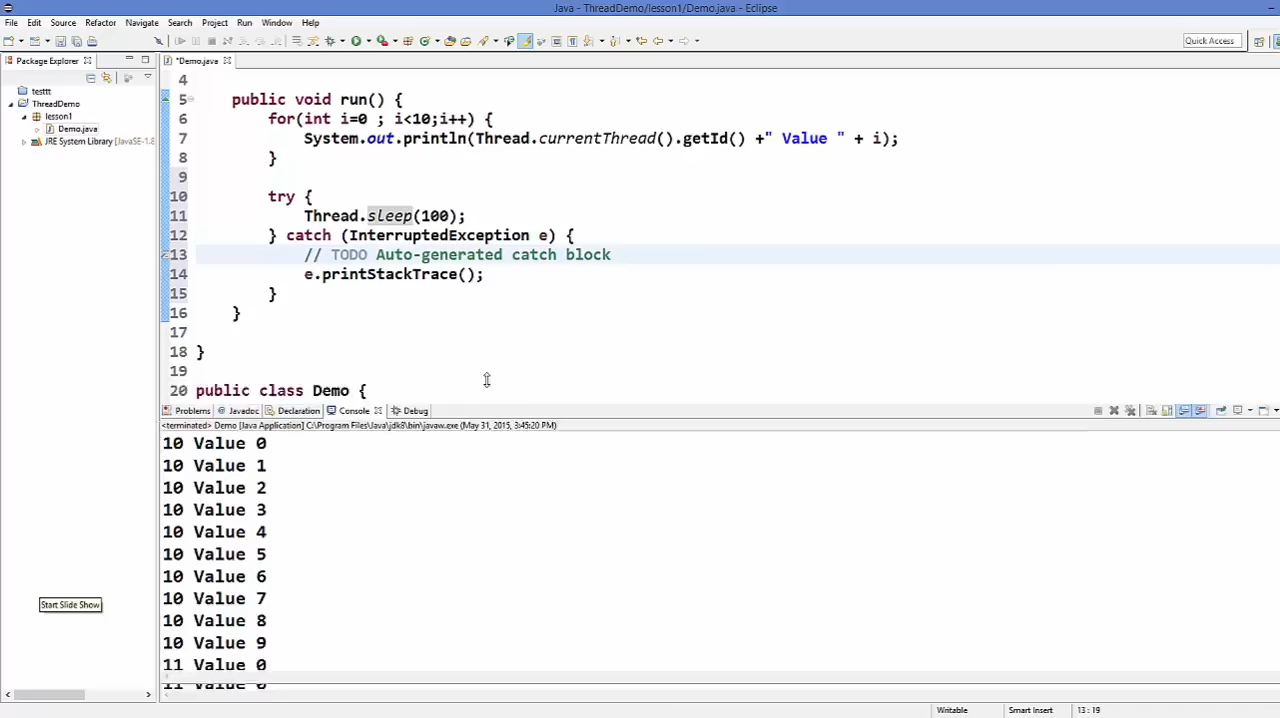 Java - ThreadDemo/lesson1/Demo.java - Eclipse
File Edit Source Refactor Navigate Search Project Run Window Help
Quick Access
Package Explorer
*Demo.java
testtt
ThreadDemo
lesson1
Demo.java
JRE System Library [JavaSE-1.8
4
5 public void run() {
6 for(int i=0 ; i<10;i++) {
7 System.out.println(Thread.currentThread().getId() +" Value " + i);
8 }
9
10 try {
11 Thread.sleep(100);
12 } catch (InterruptedException e) {
13 // TODO Auto-generated catch block
14 e.printStackTrace();
15 }
16 }
17
18 }
19
20 public class Demo {
Problems Javadoc Declaration Console Debug
<terminated> Demo [Java Application] C:\Program Files\Java\jdk8\bin\javaw.exe (May 31, 2015, 3:45:20 PM)
10 Value 0
10 Value 1
10 Value 2
10 Value 3
10 Value 4
10 Value 5
10 Value 6
10 Value 7
10 Value 8
10 Value 9
11 Value 0
Start Slide Show
Writable Smart Insert 13 : 19